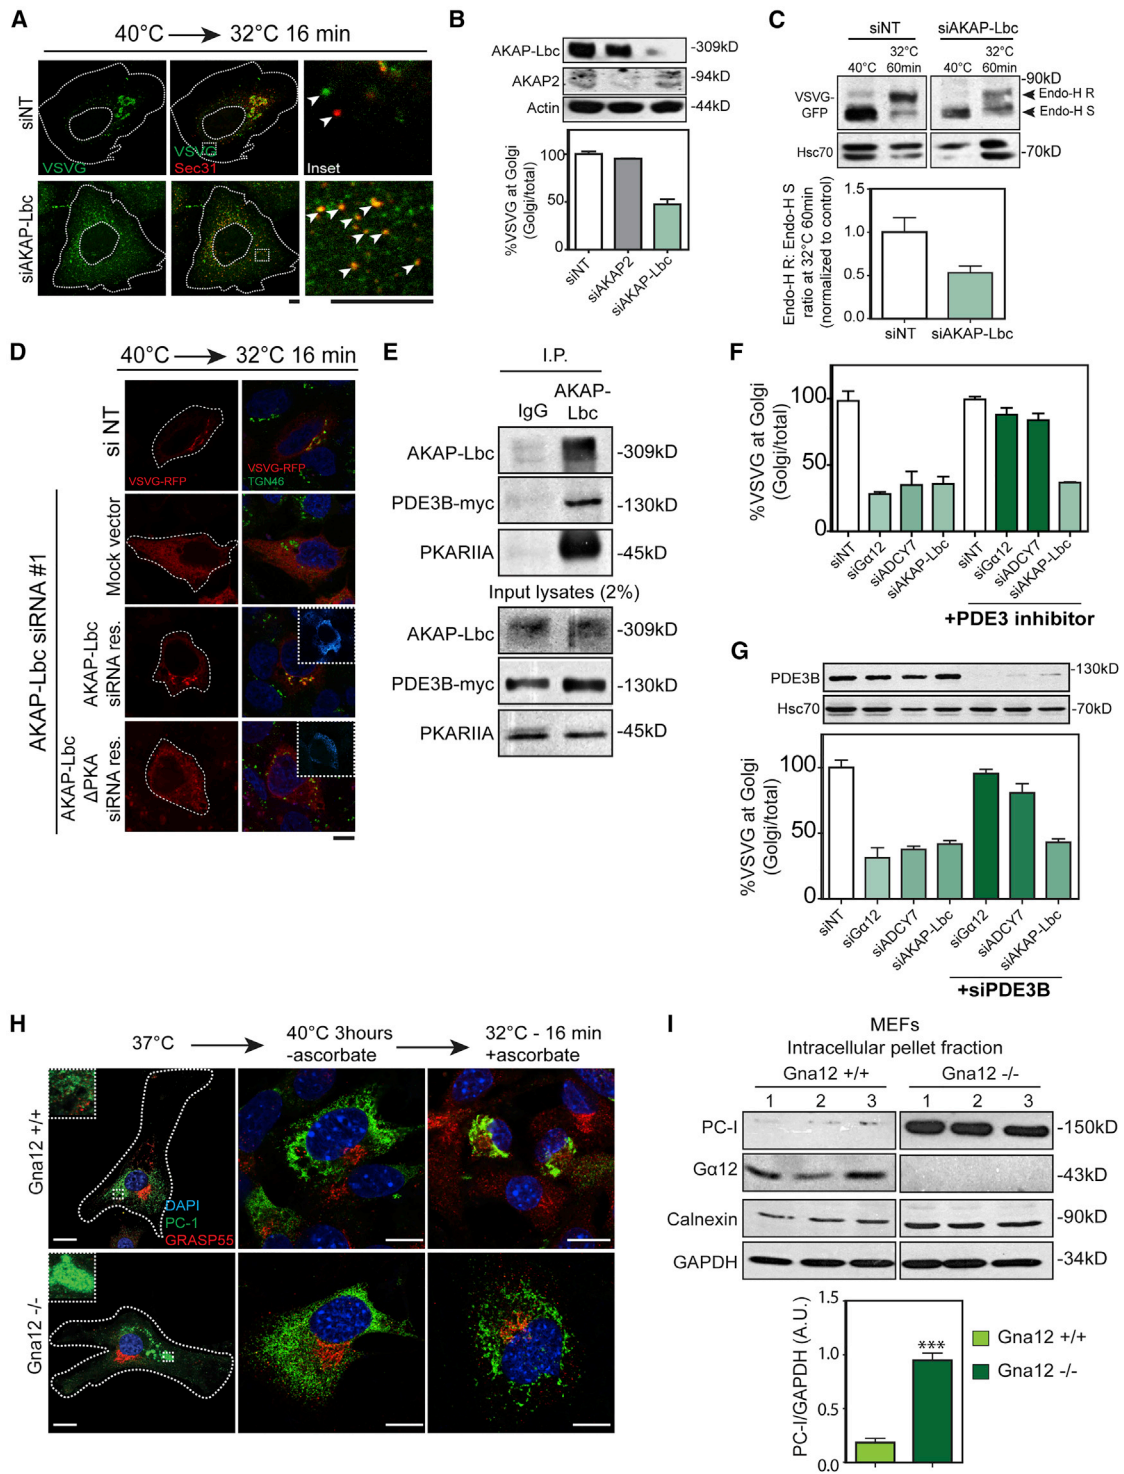 A
40°C → 32°C 16 min
siNT
VSVG
VSVG
Sec31
Inset
siAKAP-Lbc
B
AKAP-Lbc
-309kD
AKAP2
-94kD
Actin
-44kD
%VSVG at Golgi
(Golgi/total)
100
50
0
siNT
siAKAP2
siAKAP-Lbc
C
siNT
siAKAP-Lbc
40°C
32°C
60min
40°C
32°C
60min
-90kD
VSVG-
GFP
Endo-H R
Endo-H S
Hsc70
-70kD
Endo-H R: Endo-H S
ratio at 32°C 60min
(normalized to control)
1.5
1.0
0.5
0.0
siNT
siAKAP-Lbc
D
40°C → 32°C 16 min
si NT
VSVG-RFP
VSVG-RFP
TGN46
AKAP-Lbc siRNA #1
Mock vector
AKAP-Lbc
siRNA res.
AKAP-Lbc
ΔPKA
siRNA res.
E
I.P.
IgG
AKAP-
Lbc
AKAP-Lbc
-309kD
PDE3B-myc
-130kD
PKARIIA
-45kD
Input lysates (2%)
AKAP-Lbc
-309kD
PDE3B-myc
-130kD
PKARIIA
-45kD
F
%VSVG at Golgi
(Golgi/total)
100
50
0
siNT
siGα12
siADCY7
siAKAP-Lbc
siNT
siGα12
siADCY7
siAKAP-Lbc
+PDE3 inhibitor
G
PDE3B
-130kD
Hsc70
-70kD
%VSVG at Golgi
(Golgi/total)
100
50
0
siNT
siGα12
siADCY7
siAKAP-Lbc
siGα12
siADCY7
siAKAP-Lbc
+siPDE3B
H
37°C
40°C 3hours
-ascorbate
32°C - 16 min
+ascorbate
Gna12 +/+
DAPI
PC-1
GRASP55
Gna12 -/-
I
MEFs
Intracellular pellet fraction
Gna12 +/+
Gna12 -/-
1 2 3 1 2 3
PC-I
-150kD
Gα12
-43kD
Calnexin
-90kD
GAPDH
-34kD
PC-I/GAPDH (A.U.)
1.5
1.0
0.5
0.0
***
Gna12 +/+
Gna12 -/-